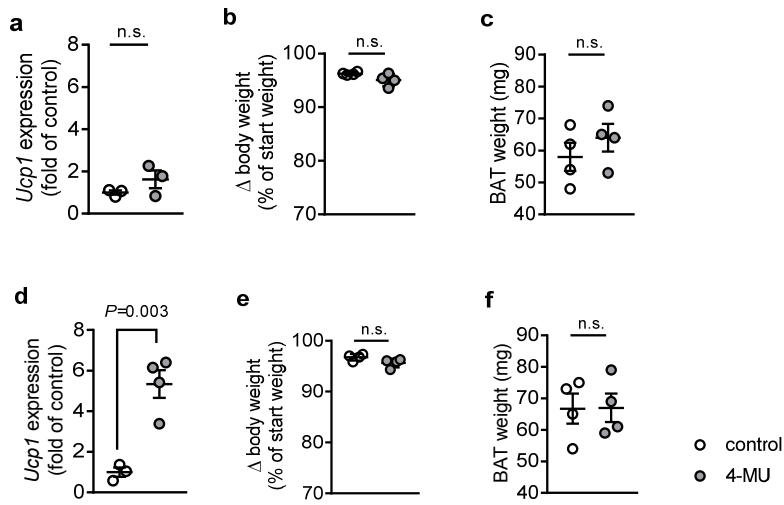 a
n.s.
Ucp1 expression
(fold of control)
8
6
4
2
0
b
n.s.
Δ body weight
(% of start weight)
100
90
80
70
c
n.s.
BAT weight (mg)
90
80
70
60
50
40
d
P=0.003
Ucp1 expression
(fold of control)
8
6
4
2
0
e
n.s.
Δ body weight
(% of start weight)
100
90
80
70
f
n.s.
BAT weight (mg)
90
80
70
60
50
40
control
4-MU